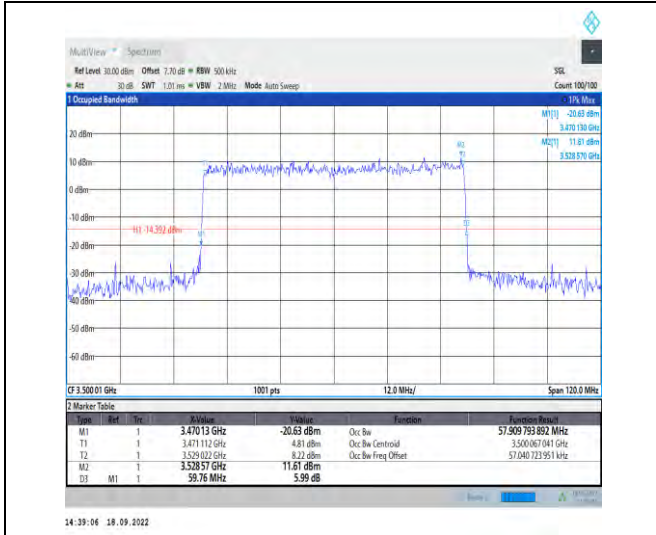 MultiView Spectrum
Ref Level 30.00 dBm Offset 7.70 dB RBW 500 kHz SGL
Att 30 dB SWT 1.01 ms VBW 2 MHz Mode Auto Sweep Count 100/100
1 Occupied Bandwidth 1Pk Max
M1[1] -20.63 dBm
3.470 130 GHz
M2[1] 11.61 dBm
3.528 570 GHz
20 dBm
10 dBm
0 dBm
-10 dBm
H1 -14.392 dBm
-20 dBm
-30 dBm
-40 dBm
-50 dBm
-60 dBm
M1
M2
CF 3.500 01 GHz 1001 pts 12.0 MHz/ Span 120.0 MHz
2 Marker Table
Type Ref Trc X-Value Y-Value Function Function Result
M1 1 3.470 13 GHz -20.63 dBm Occ Bw 57.909 793 892 MHz
T1 1 3.471 112 GHz 4.81 dBm Occ Bw Centroid 3.500 067 041 GHz
T2 1 3.529 022 GHz 8.22 dBm Occ Bw Freq Offset 57.040 723 951 kHz
M2 1 3.528 57 GHz 11.61 dBm
D3 M1 1 59.76 MHz 5.99 dB
14:39:06 18.09.2022